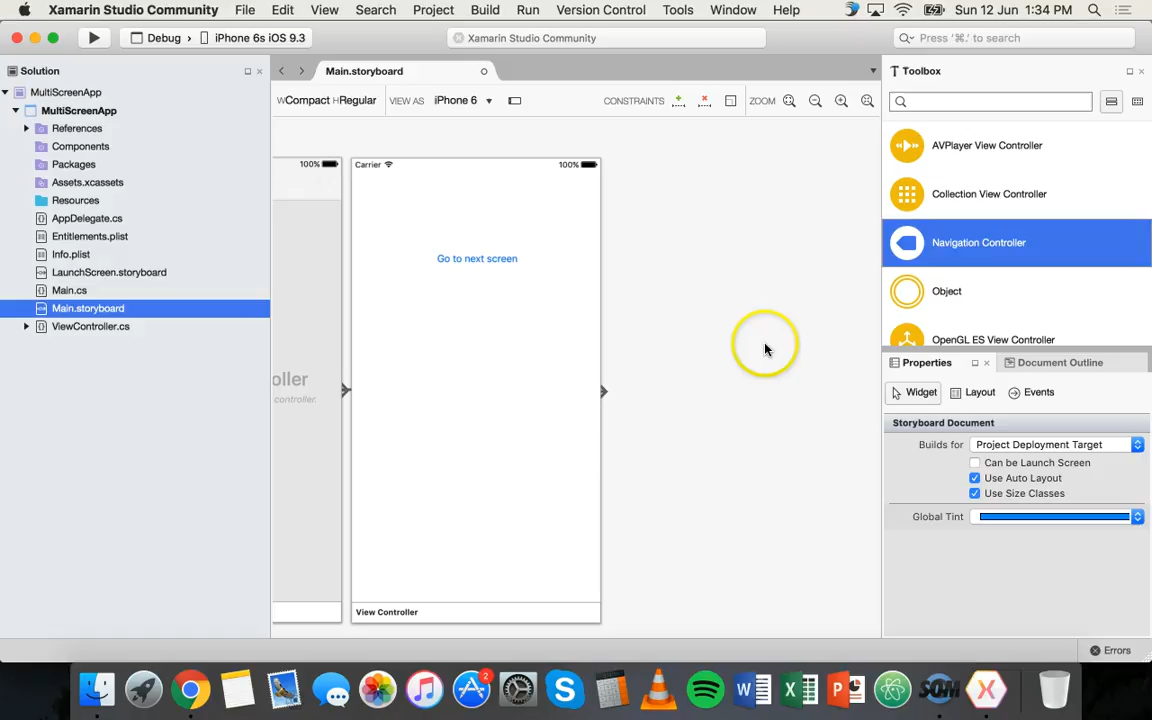 Xamarin Studio Community File Edit View Search Project Build Run Version Control Tools Window Help Sun 12 Jun 1:34 PM
Debug › iPhone 6s iOS 9.3 Xamarin Studio Community Press '⌘.' to search
Solution
MultiScreenApp
MultiScreenApp
References
Components
Packages
Assets.xcassets
Resources
AppDelegate.cs
Entitlements.plist
Info.plist
LaunchScreen.storyboard
Main.cs
Main.storyboard
ViewController.cs
Main.storyboard
wCompact HRegular VIEW AS iPhone 6 CONSTRAINTS ZOOM
100% Carrier 100%
Go to next screen
oller
controller.
View Controller
Toolbox
AVPlayer View Controller
Collection View Controller
Navigation Controller
Object
OpenGL ES View Controller
Properties Document Outline
Widget Layout Events
Storyboard Document
Builds for Project Deployment Target
Can be Launch Screen
Use Auto Layout
Use Size Classes
Global Tint
Errors
2
SOM